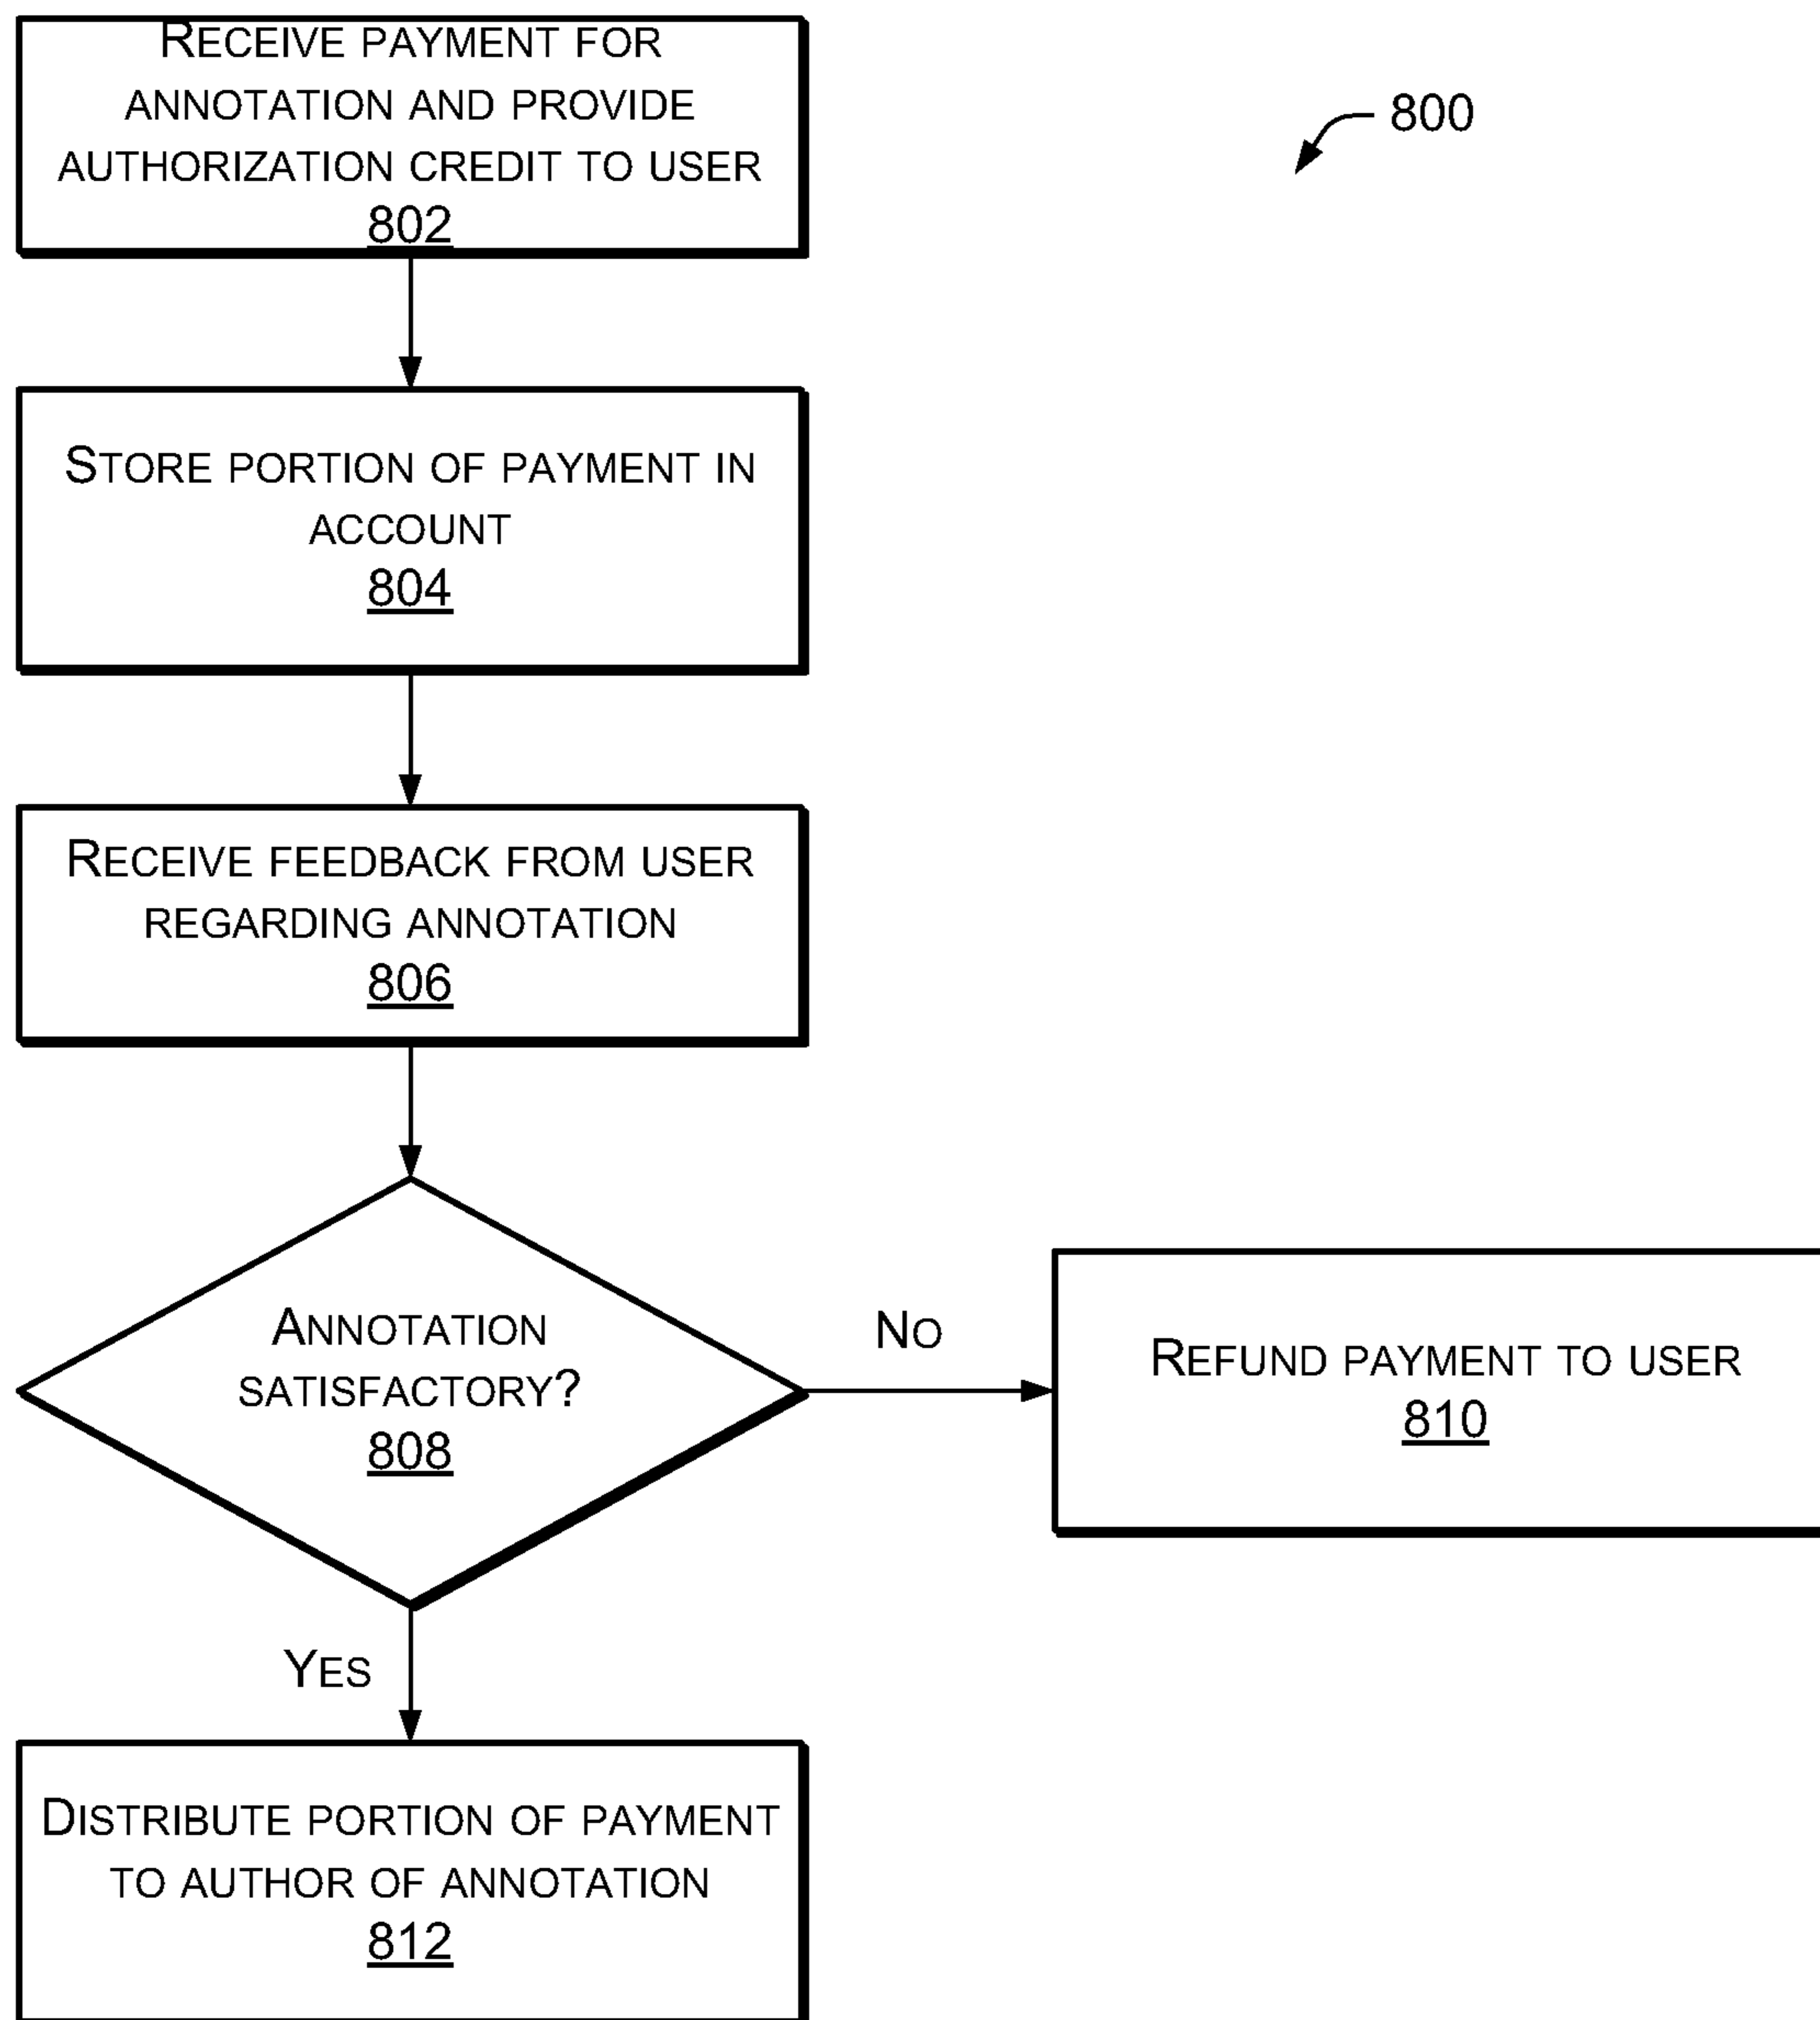 RECEIVE PAYMENT FOR
ANNOTATION AND PROVIDE
AUTHORIZATION CREDIT TO USER
802
800
STORE PORTION OF PAYMENT IN
ACCOUNT
804
RECEIVE FEEDBACK FROM USER
REGARDING ANNOTATION
806
ANNOTATION
SATISFACTORY?
808
NO
REFUND PAYMENT TO USER
810
YES
DISTRIBUTE PORTION OF PAYMENT
TO AUTHOR OF ANNOTATION
812